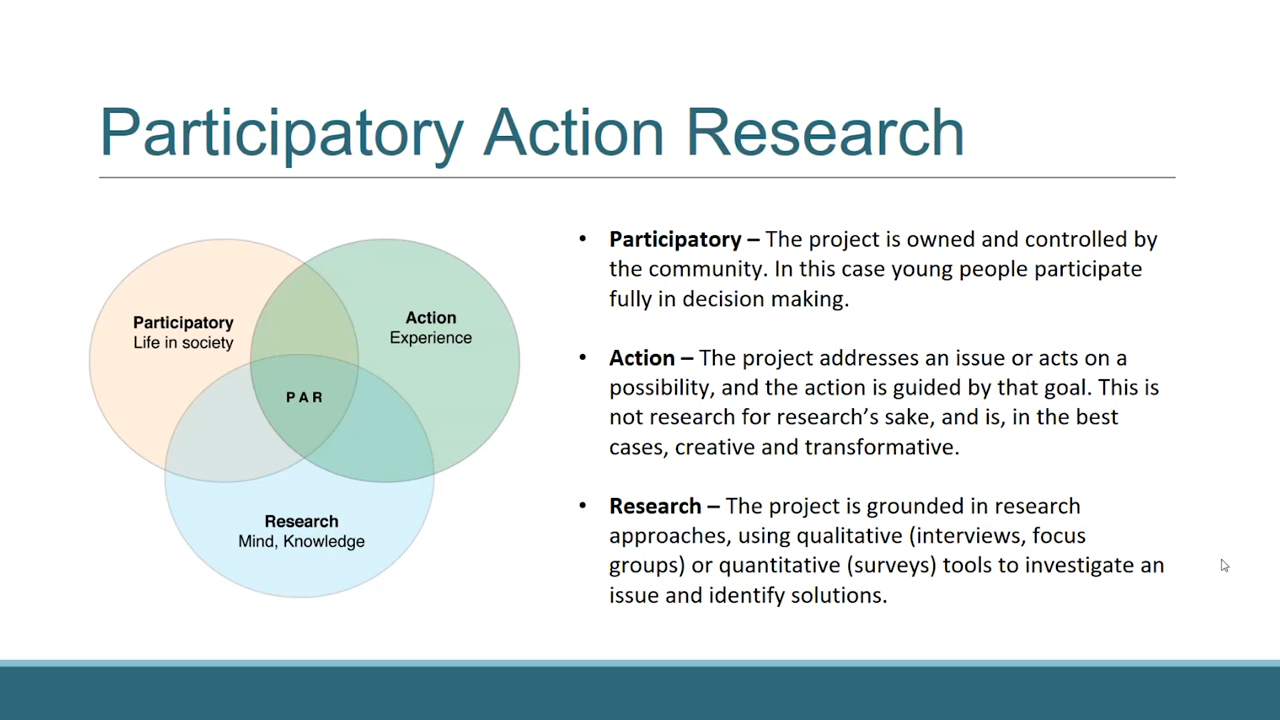 Participatory Action Research
Participatory
Life in society
Action
Experience
P A R
Research
Mind, Knowledge
• Participatory – The project is owned and controlled by
the community. In this case young people participate
fully in decision making.
• Action – The project addresses an issue or acts on a
possibility, and the action is guided by that goal. This is
not research for research’s sake, and is, in the best
cases, creative and transformative.
• Research – The project is grounded in research
approaches, using qualitative (interviews, focus
groups) or quantitative (surveys) tools to investigate an
issue and identify solutions.